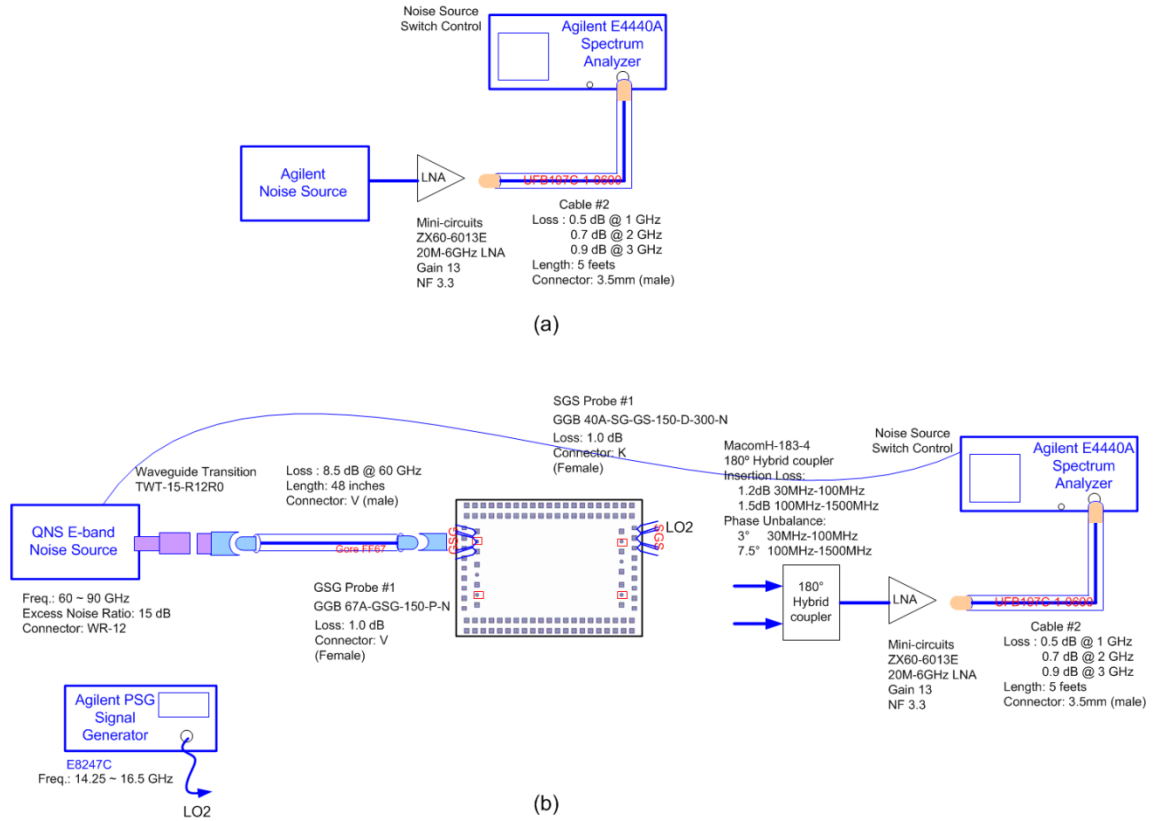 Noise Source
Switch Control
Agilent E4440A
Spectrum
Analyzer
Agilent
Noise Source
LNA
UFB197C-1-0600
Mini-circuits
ZX60-6013E
20M-6GHz LNA
Gain 13
NF 3.3
Cable #2
Loss : 0.5 dB @ 1 GHz
0.7 dB @ 2 GHz
0.9 dB @ 3 GHz
Length: 5 feets
Connector: 3.5mm (male)
(a)
SGS Probe #1
GGB 40A-SG-GS-150-D-300-N
Loss: 1.0 dB
Connector: K
(Female)
MacomH-183-4
180º Hybrid coupler
Insertion Loss:
1.2dB 30MHz-100MHz
1.5dB 100MHz-1500MHz
Phase Unbalance:
3° 30MHz-100MHz
7.5° 100MHz-1500MHz
Noise Source
Switch Control
Agilent E4440A
Spectrum
Analyzer
Waveguide Transition
TWT-15-R12R0
Loss : 8.5 dB @ 60 GHz
Length: 48 inches
Connector: V (male)
QNS E-band
Noise Source
Gore FF67
GSG
SGS
LO2
Freq.: 60 ~ 90 GHz
Excess Noise Ratio: 15 dB
Connector: WR-12
GSG Probe #1
GGB 67A-GSG-150-P-N
Loss: 1.0 dB
Connector: V
(Female)
180°
Hybrid
coupler
LNA
UFB197C-1-0600
Mini-circuits
ZX60-6013E
20M-6GHz LNA
Gain 13
NF 3.3
Cable #2
Loss : 0.5 dB @ 1 GHz
0.7 dB @ 2 GHz
0.9 dB @ 3 GHz
Length: 5 feets
Connector: 3.5mm (male)
Agilent PSG
Signal
Generator
E8247C
Freq.: 14.25 ~ 16.5 GHz
LO2
(b)